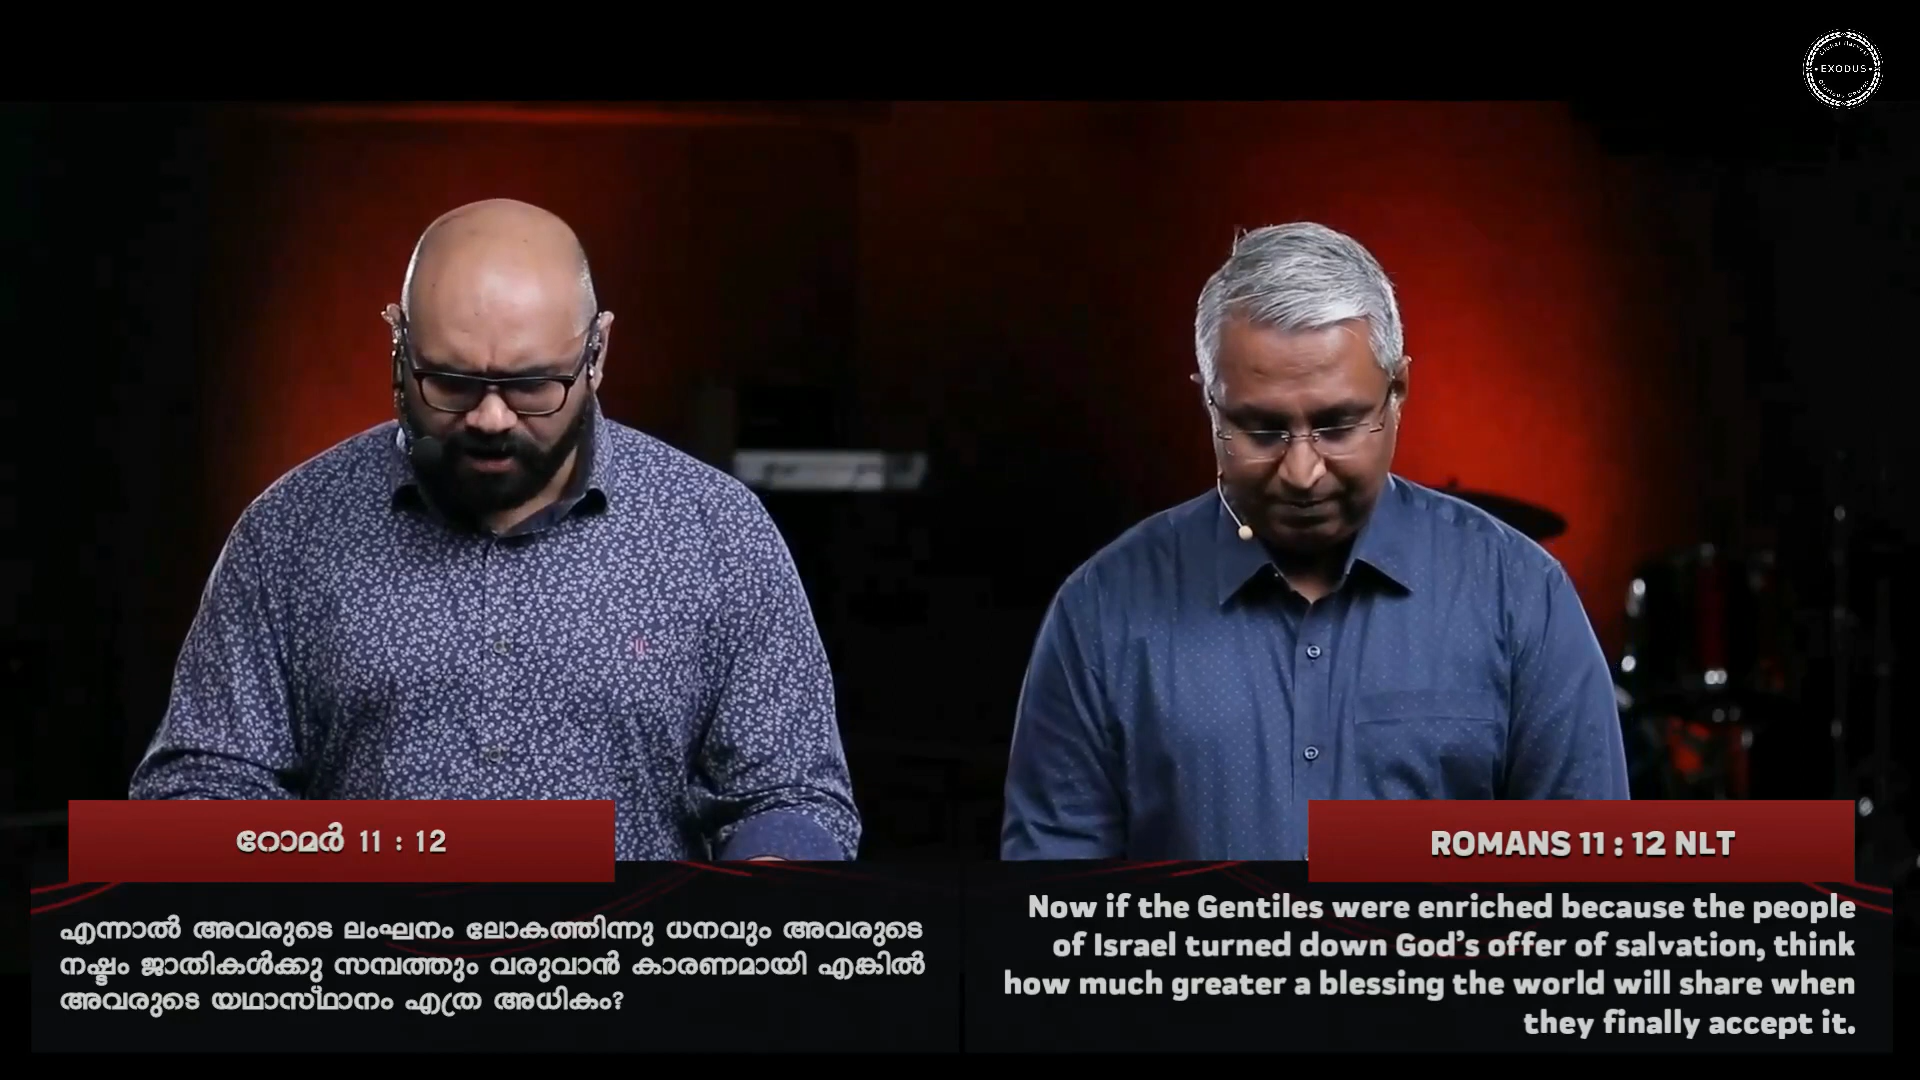 EXODUS
റോമർ 11 : 12
എന്നാൽ അവരുടെ ലംഘനം ലോകത്തിന്നു ധനവും അവരുടെ
നഷ്ടം ജാതികൾക്കു സമ്പത്തും വരുവാൻ കാരണമായി എങ്കിൽ
അവരുടെ യഥാസ്ഥാനം എത്ര അധികം?
ROMANS 11 : 12 NLT
Now if the Gentiles were enriched because the people
of Israel turned down God’s offer of salvation, think
how much greater a blessing the world will share when
they finally accept it.